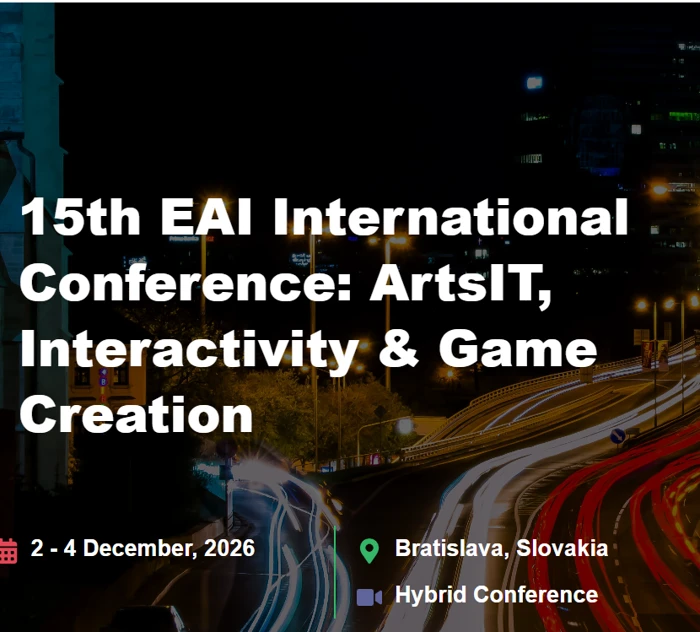 15th EAI International
Conference: ArtsIT,
Interactivity & Game
Creation
2 - 4 December, 2026
Bratislava, Slovakia
Hybrid Conference